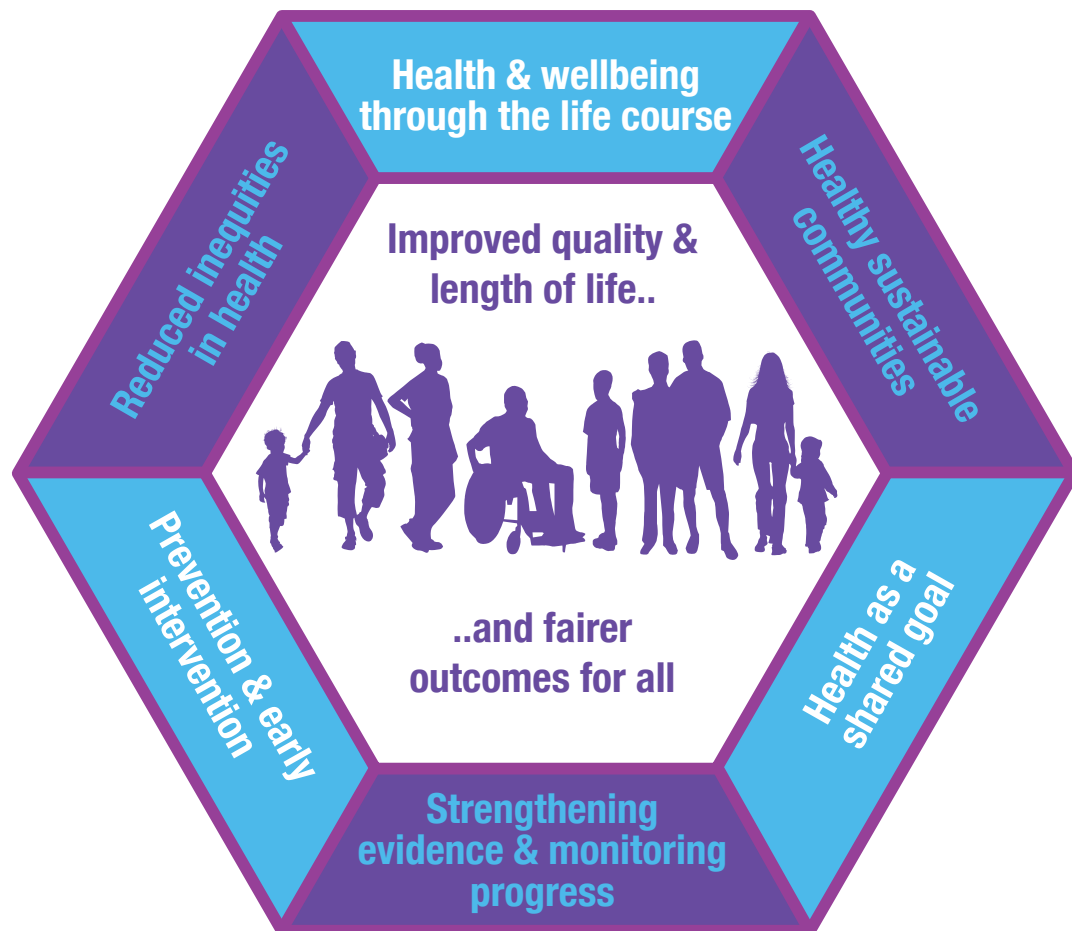 Health & wellbeing
through the life course
Healthy sustainable
communities
Health as a
shared goal
Strengthening
evidence & monitoring
progress
Prevention & early
intervention
Reduced inequities
in health
Improved quality &
length of life..
..and fairer
outcomes for all